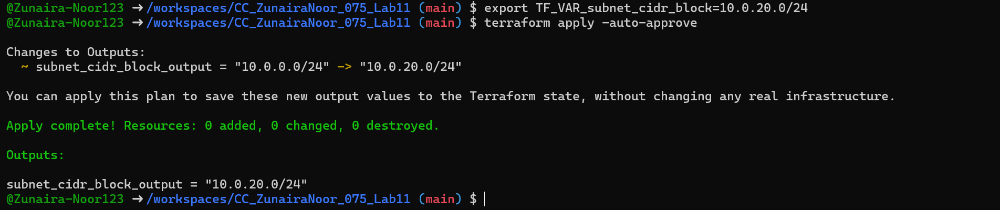 @Zunaira-Noor123 ➜ /workspaces/CC_ZunairaNoor_075_Lab11 (main) $ export TF_VAR_subnet_cidr_block=10.0.20.0/24
@Zunaira-Noor123 ➜ /workspaces/CC_ZunairaNoor_075_Lab11 (main) $ terraform apply -auto-approve
Changes to Outputs:
  ~ subnet_cidr_block_output = "10.0.0.0/24" -> "10.0.20.0/24"
You can apply this plan to save these new output values to the Terraform state, without changing any real infrastructure.
Apply complete! Resources: 0 added, 0 changed, 0 destroyed.
Outputs:
subnet_cidr_block_output = "10.0.20.0/24"
@Zunaira-Noor123 ➜ /workspaces/CC_ZunairaNoor_075_Lab11 (main) $